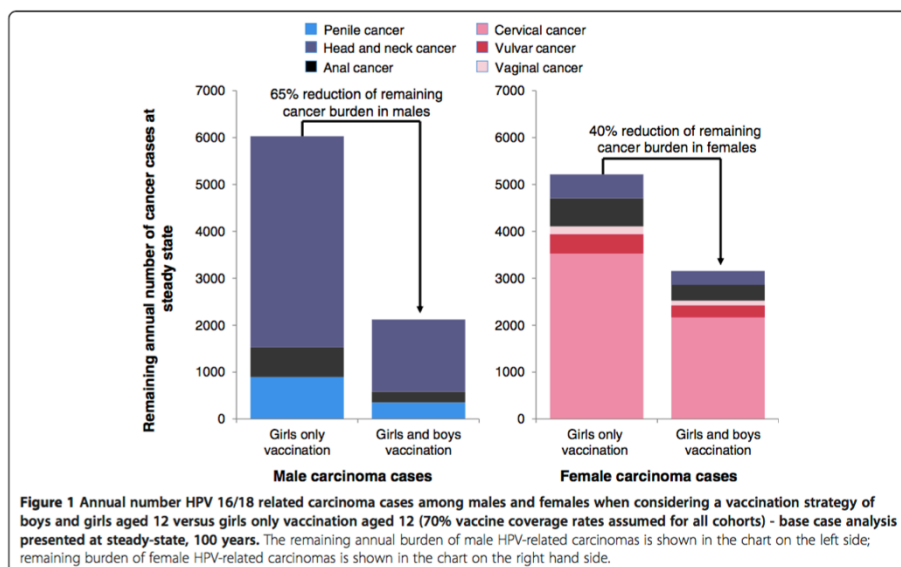 Penile cancer
Head and neck cancer
Anal cancer
Cervical cancer
Vulvar cancer
Vaginal cancer
Remaining annual number of cancer cases at
steady state
7000
6000
5000
4000
3000
2000
1000
0
65% reduction of remaining
cancer burden in males
Girls only
vaccination
Girls and boys
vaccination
Male carcinoma cases
7000
6000
5000
4000
3000
2000
1000
0
40% reduction of remaining
cancer burden in females
Girls only
vaccination
Girls and boys
vaccination
Female carcinoma cases
Figure 1 Annual number HPV 16/18 related carcinoma cases among males and females when considering a vaccination strategy of
boys and girls aged 12 versus girls only vaccination aged 12 (70% vaccine coverage rates assumed for all cohorts) - base case analysis
presented at steady-state, 100 years. The remaining annual burden of male HPV-related carcinomas is shown in the chart on the left side;
remaining burden of female HPV-related carcinomas is shown in the chart on the right hand side.